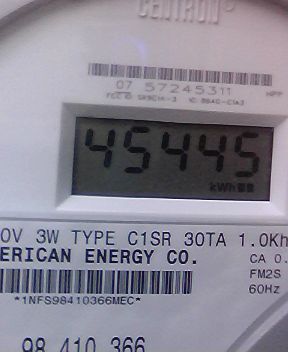 CENTRON®
07 57245311
HPP
45445
kWh
0V 3W TYPE C1SR 30TA 1.0Kh
ERICAN ENERGY CO.
CA 0.
FM2S
60Hz
*1NFS98410366MEC*
98 410 366